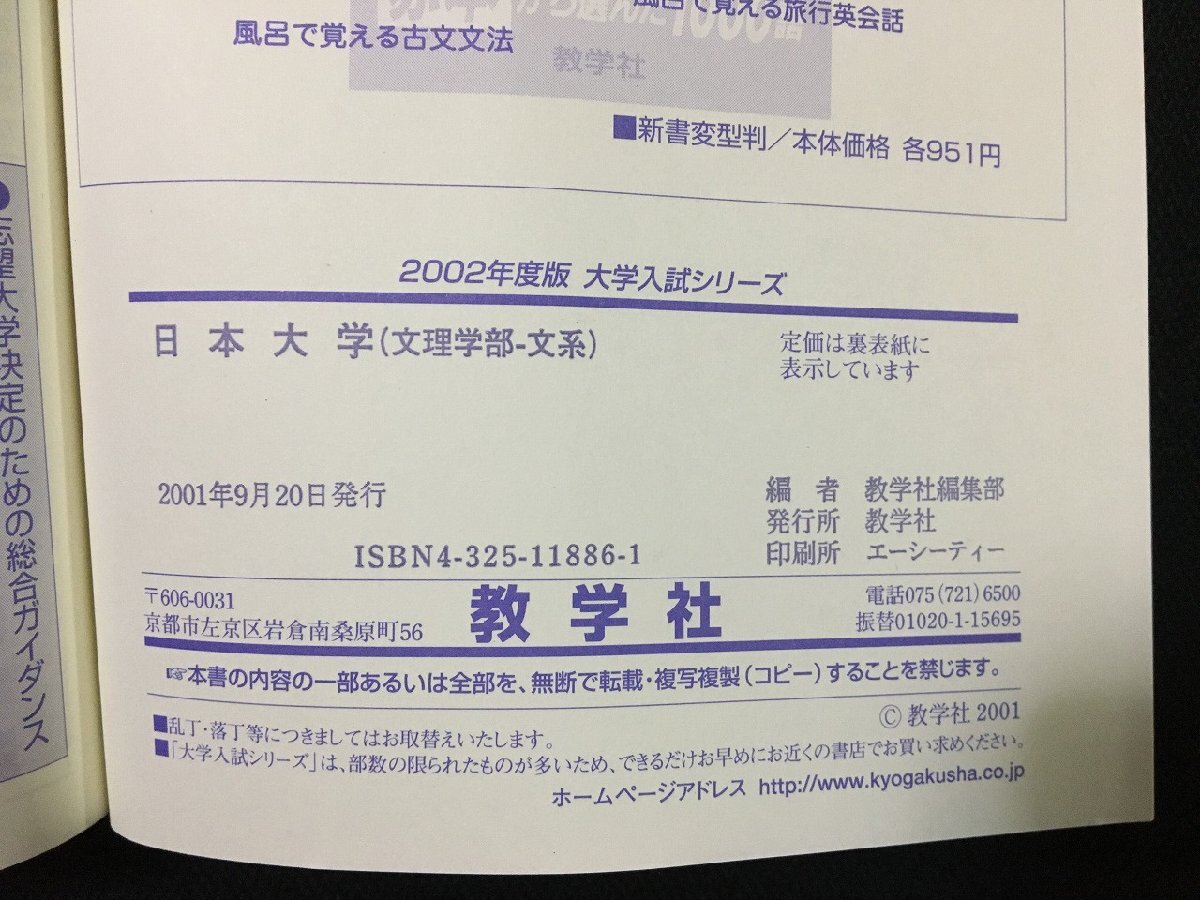 風呂で覚える旅行英会話
風呂で覚える古文文法
から選んだ1000語
教学社
■新書変型判／本体価格 各951円
2002年度版 大学入試シリーズ
日本大学(文理学部-文系)
定価は裏表紙に
表示しています
2001年9月20日発行
編者 教学社編集部
発行所 教学社
印刷所 エーシーティー
ISBN4-325-11886-1
〒606-0031
京都市左京区岩倉南桑原町56
教学社
電話075(721)6500
振替01020-1-15695
☞本書の内容の一部あるいは全部を、無断で転載・複写複製(コピー)することを禁じます。
Ⓒ 教学社 2001
■乱丁・落丁等につきましてはお取替えいたします。
■「大学入試シリーズ」は、部数の限られたものが多いため、できるだけお早めにお近くの書店でお買い求めください。
ホームページアドレス http://www.kyogakusha.co.jp
●志望大学決定のための総合ガイダンス